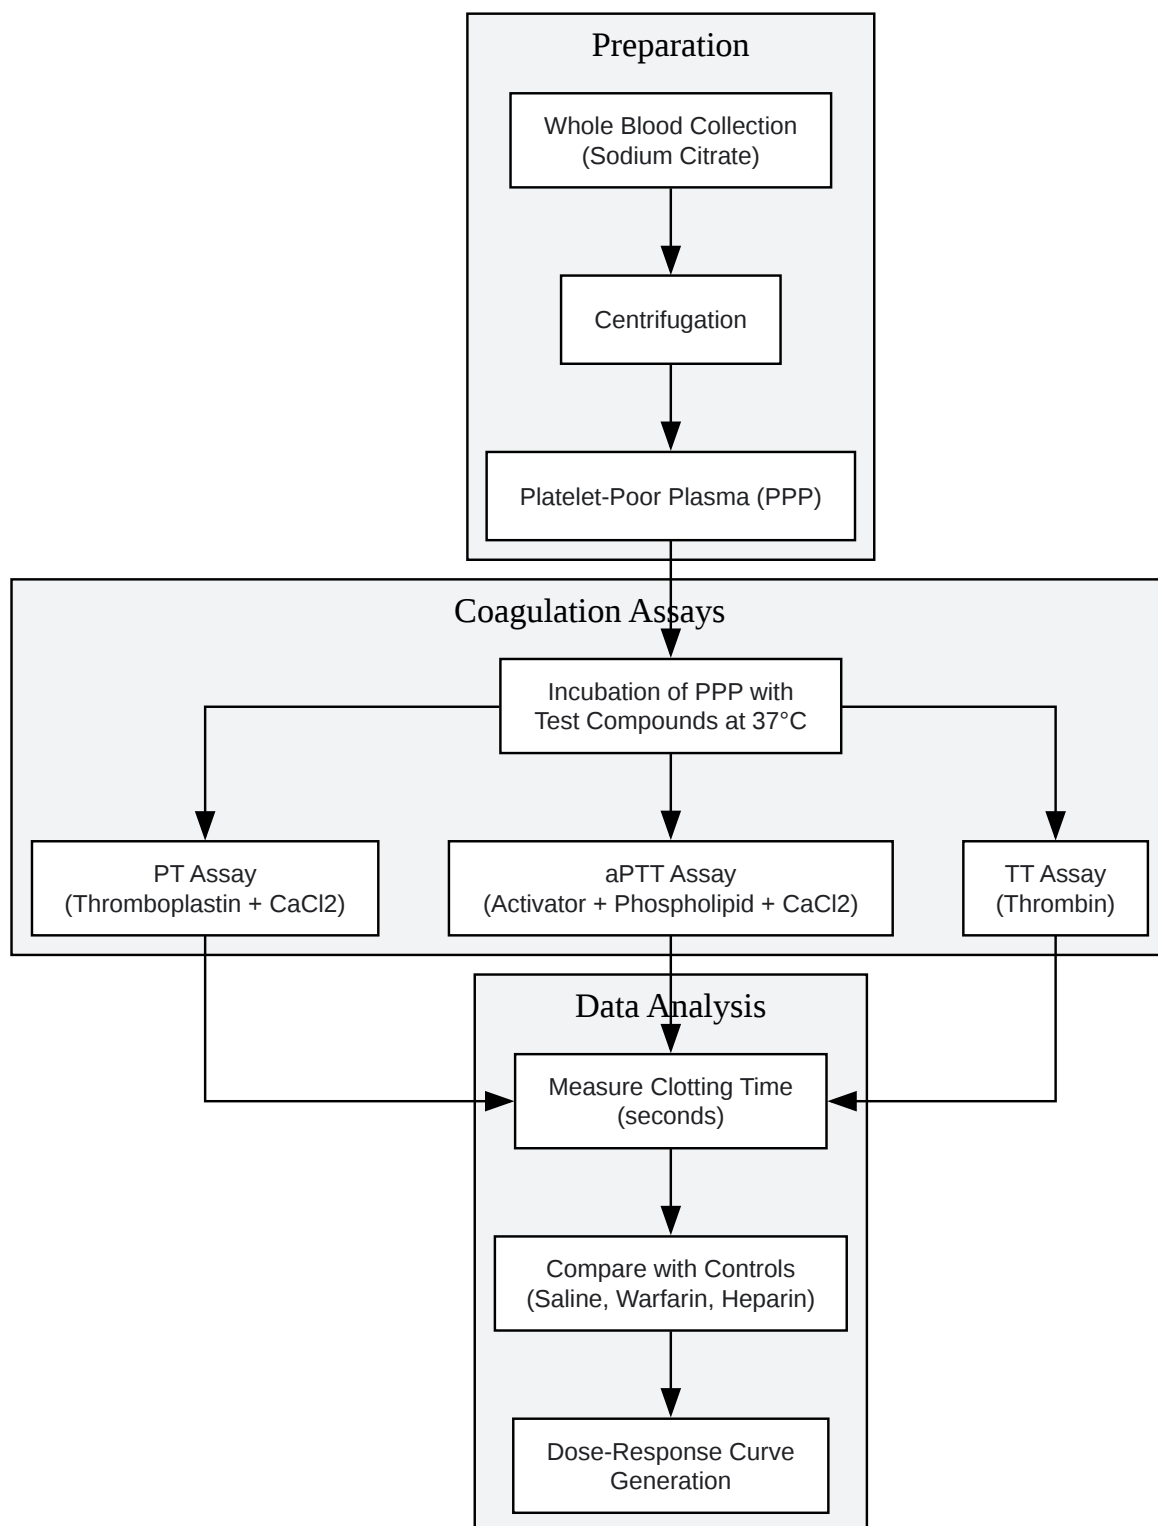 Preparation
Whole Blood Collection
(Sodium Citrate)
Centrifugation
Platelet-Poor Plasma (PPP)
Coagulation Assays
Incubation of PPP with
Test Compounds at 37°C
PT Assay
(Thromboplastin + CaCl2)
aPTT Assay
(Activator + Phospholipid + CaCl2)
TT Assay
(Thrombin)
Data Analysis
Measure Clotting Time
(seconds)
Compare with Controls
(Saline, Warfarin, Heparin)
Dose-Response Curve
Generation